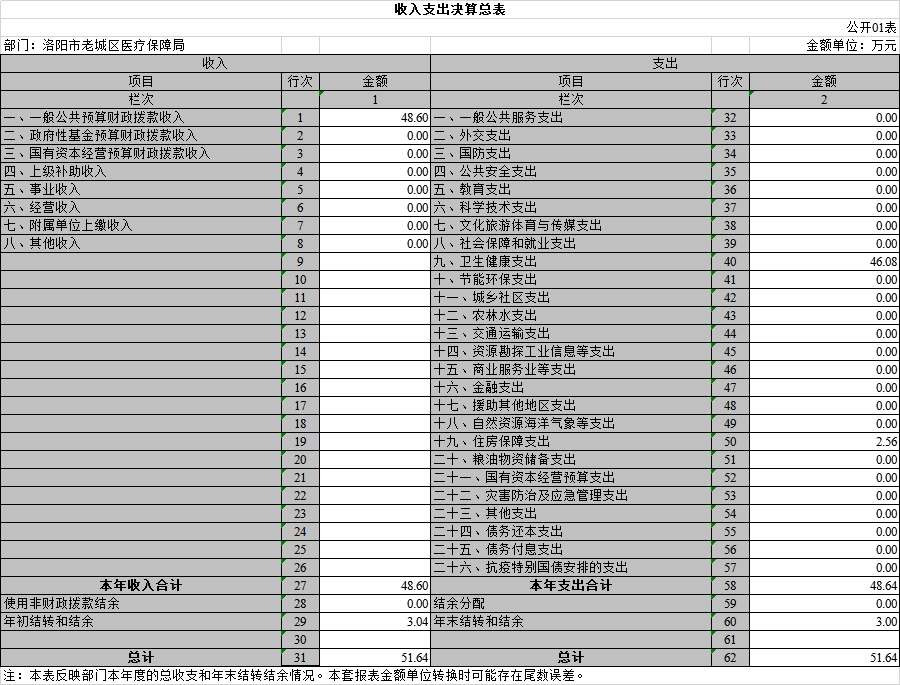 收入支出决算总表
公开01表
部门：洛阳市老城区医疗保障局 金额单位：万元
收入 支出
项目 行次 金额 项目 行次 金额
栏次 1 栏次 2
一、一般公共预算财政拨款收入 1 48.60 一、一般公共服务支出 32 0.00
二、政府性基金预算财政拨款收入 2 0.00 二、外交支出 33 0.00
三、国有资本经营预算财政拨款收入 3 0.00 三、国防支出 34 0.00
四、上级补助收入 4 0.00 四、公共安全支出 35 0.00
五、事业收入 5 0.00 五、教育支出 36 0.00
六、经营收入 6 0.00 六、科学技术支出 37 0.00
七、附属单位上缴收入 7 0.00 七、文化旅游体育与传媒支出 38 0.00
八、其他收入 8 0.00 八、社会保障和就业支出 39 0.00
9 九、卫生健康支出 40 46.08
10 十、节能环保支出 41 0.00
11 十一、城乡社区支出 42 0.00
12 十二、农林水支出 43 0.00
13 十三、交通运输支出 44 0.00
14 十四、资源勘探工业信息等支出 45 0.00
15 十五、商业服务业等支出 46 0.00
16 十六、金融支出 47 0.00
17 十七、援助其他地区支出 48 0.00
18 十八、自然资源海洋气象等支出 49 0.00
19 十九、住房保障支出 50 2.56
20 二十、粮油物资储备支出 51 0.00
21 二十一、国有资本经营预算支出 52 0.00
22 二十二、灾害防治及应急管理支出 53 0.00
23 二十三、其他支出 54 0.00
24 二十四、债务还本支出 55 0.00
25 二十五、债务付息支出 56 0.00
26 二十六、抗疫特别国债安排的支出 57 0.00
本年收入合计 27 48.60 本年支出合计 58 48.64
使用非财政拨款结余 28 0.00 结余分配 59 0.00
年初结转和结余 29 3.04 年末结转和结余 60 3.00
30 61
总计 31 51.64 总计 62 51.64
注：本表反映部门本年度的总收支和年末结转结余情况。本套报表金额单位转换时可能存在尾数误差。